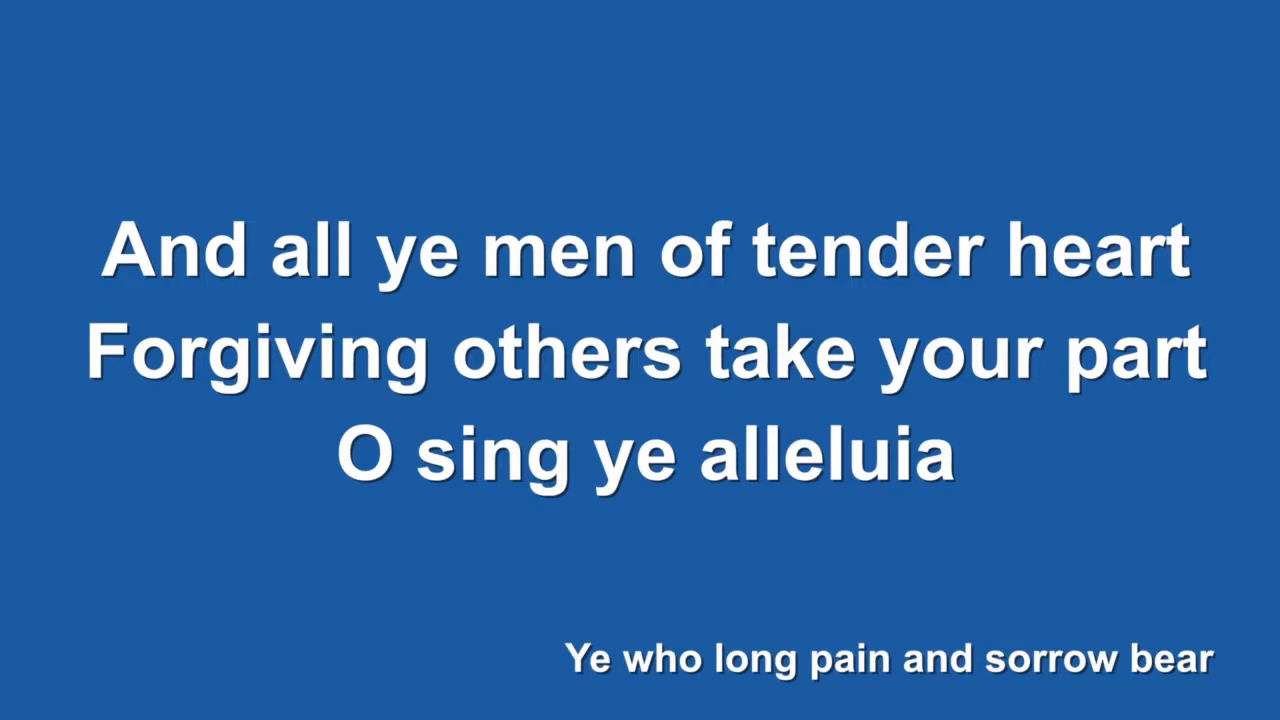 And all ye men of tender heart
Forgiving others take your part
O sing ye alleluia
Ye who long pain and sorrow bear